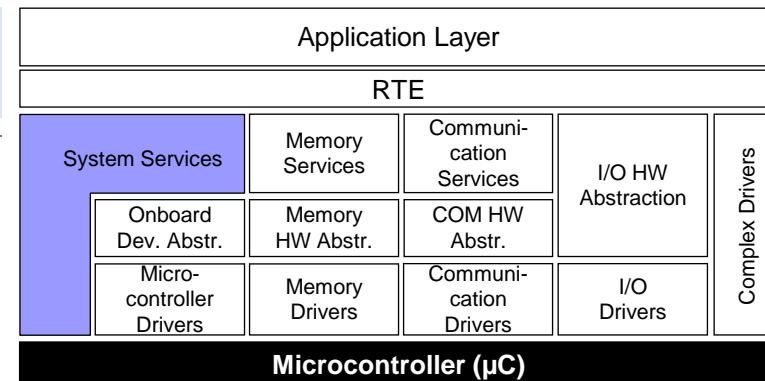 Application Layer
RTE
System Services
Memory
Services
Communi-
cation
Services
I/O HW
Abstraction
Complex Drivers
Onboard
Dev. Abstr.
Memory
HW Abstr.
COM HW
Abstr.
Micro-
controller
Drivers
Memory
Drivers
Communi-
cation
Drivers
I/O
Drivers
Microcontroller (µC)